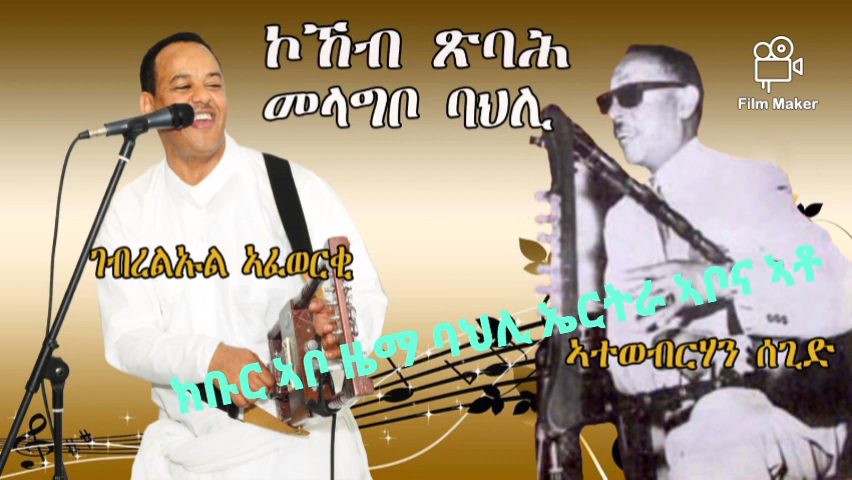 ኮኸብ ጽባሕ
መላግቦ ባህሊ
Film Maker
ገብረልኡል ኣፈወርቂ
ክቡር ኣቦ ዜማ ባህሊ ኤርትራ ኣቦና ኣቶ
ኣተወብርሃን ሰጊድ